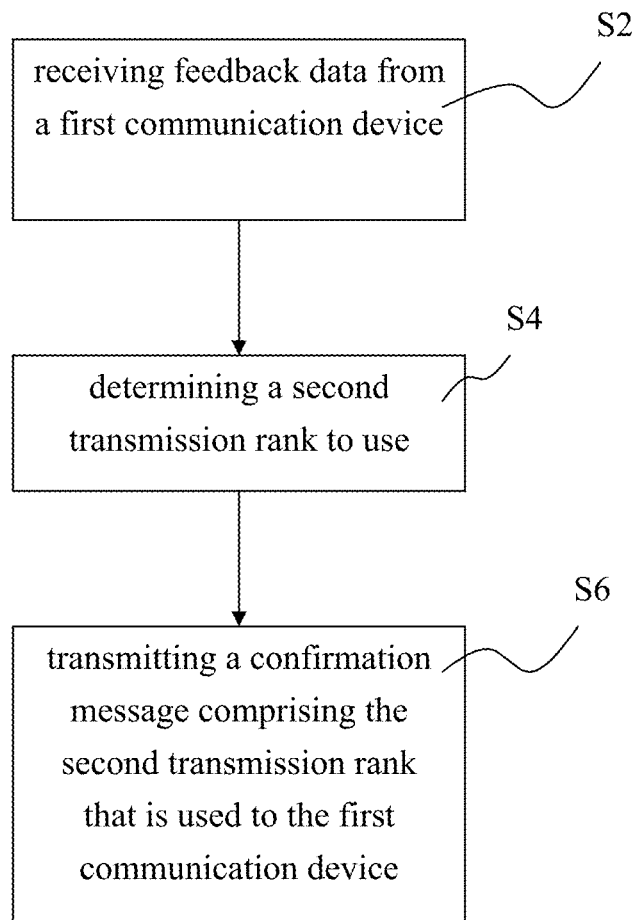 S2
receiving feedback data from
a first communication device
S4
determining a second
transmission rank to use
S6
transmitting a confirmation
message comprising the
second transmission rank
that is used to the first
communication device